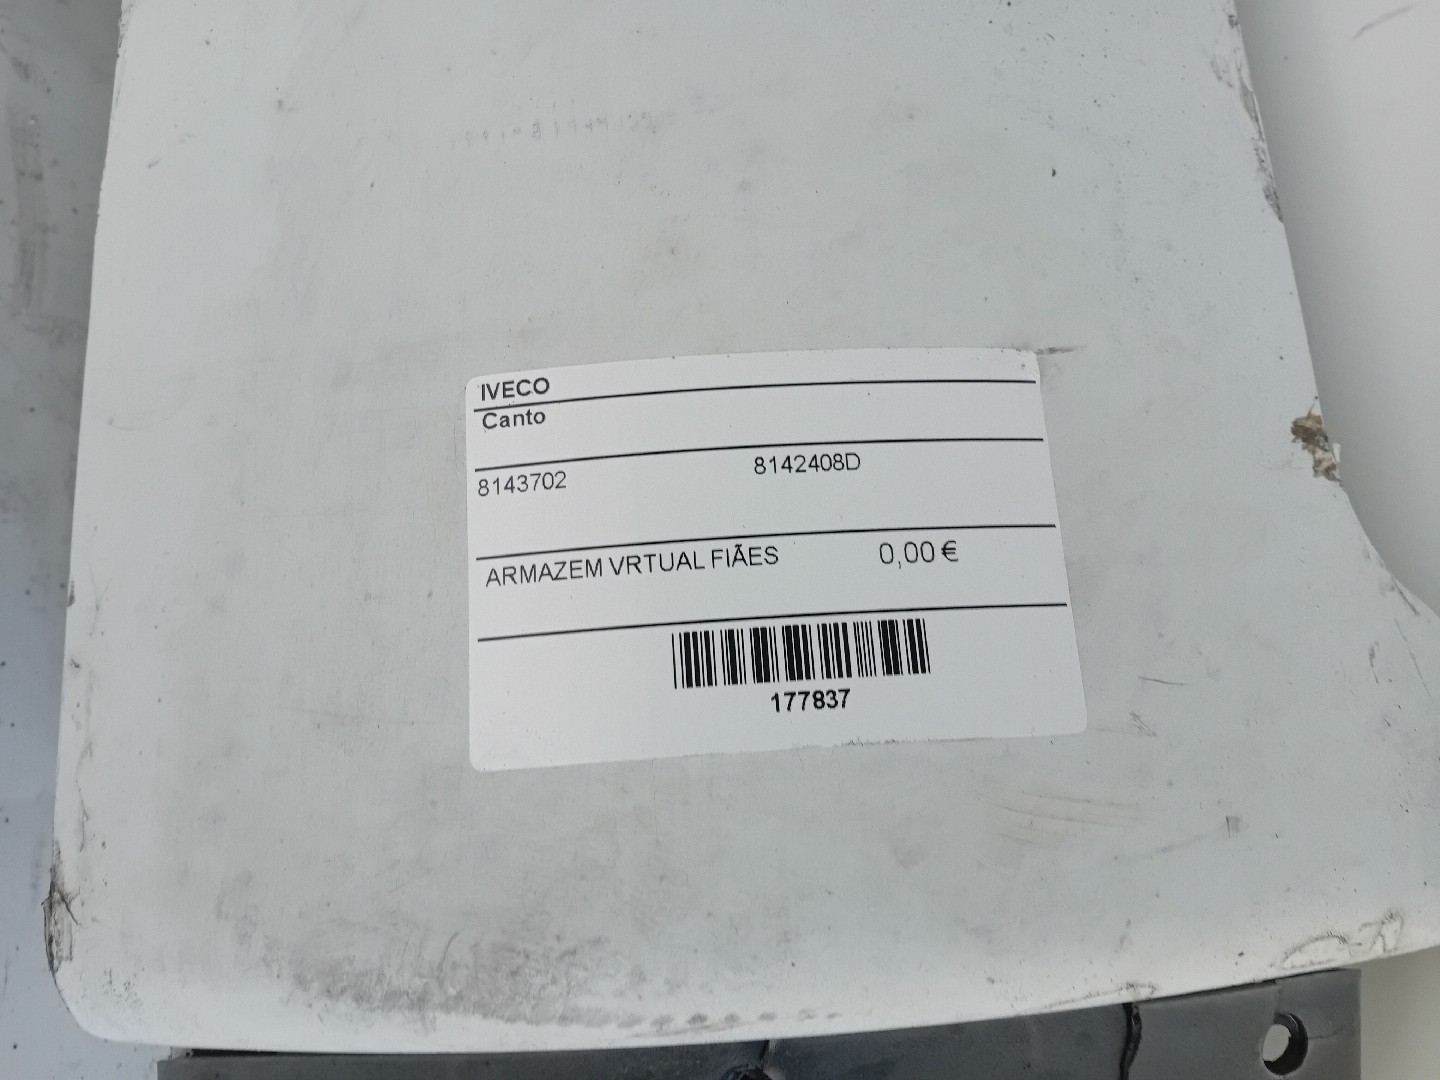 IVECO
Canto
8143702 8142408D
ARMAZEM VRTUAL FIÃES 0,00 €
177837